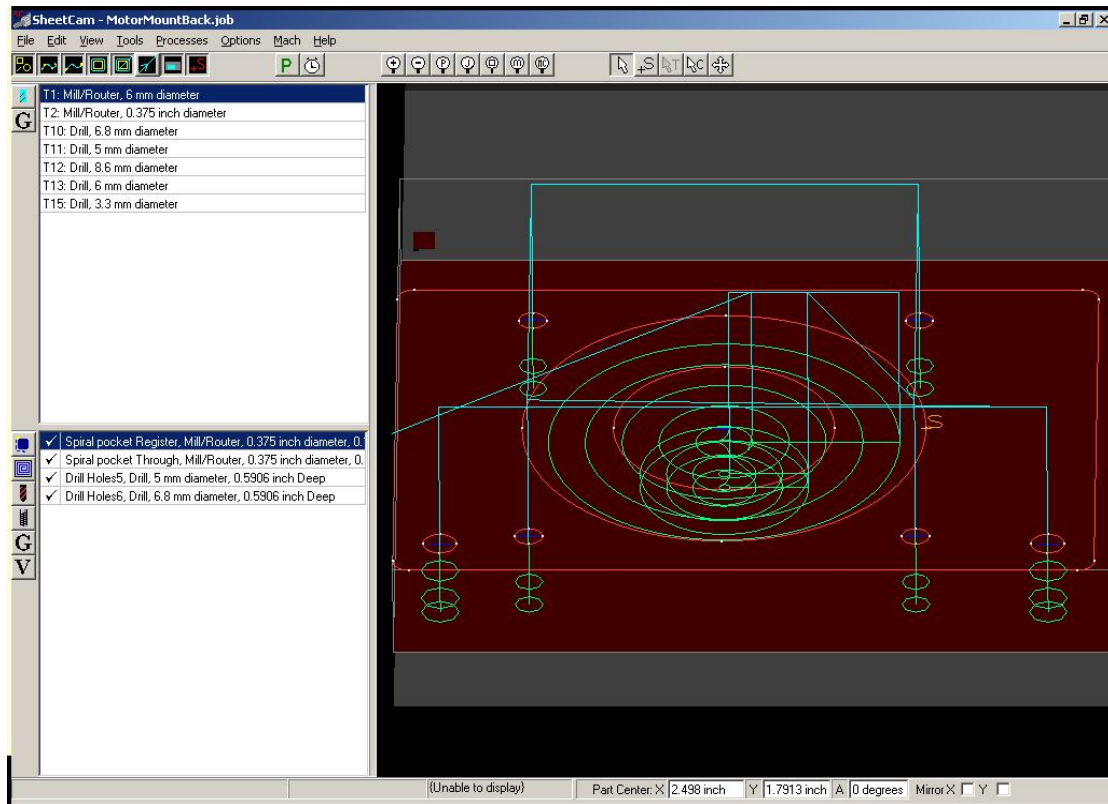 SheetCam - MotorMountBack.job
File Edit View Tools Processes Options Mach Help
P
P J M MC
S T C
T1: Mill/Router, 6 mm diameter
T2: Mill/Router, 0.375 inch diameter
T10: Drill, 6.8 mm diameter
T11: Drill, 5 mm diameter
T12: Drill, 8.6 mm diameter
T13: Drill, 6 mm diameter
T15: Drill, 3.3 mm diameter
G
Spiral pocket Register, Mill/Router, 0.375 inch diameter, 0.
Spiral pocket Through, Mill/Router, 0.375 inch diameter, 0.
Drill Holes5, Drill, 5 mm diameter, 0.5906 inch Deep
Drill Holes6, Drill, 6.8 mm diameter, 0.5906 inch Deep
G
V
S
(Unable to display) Part Center: X 2.498 inch Y 1.7913 inch A 0 degrees Mirror X Y